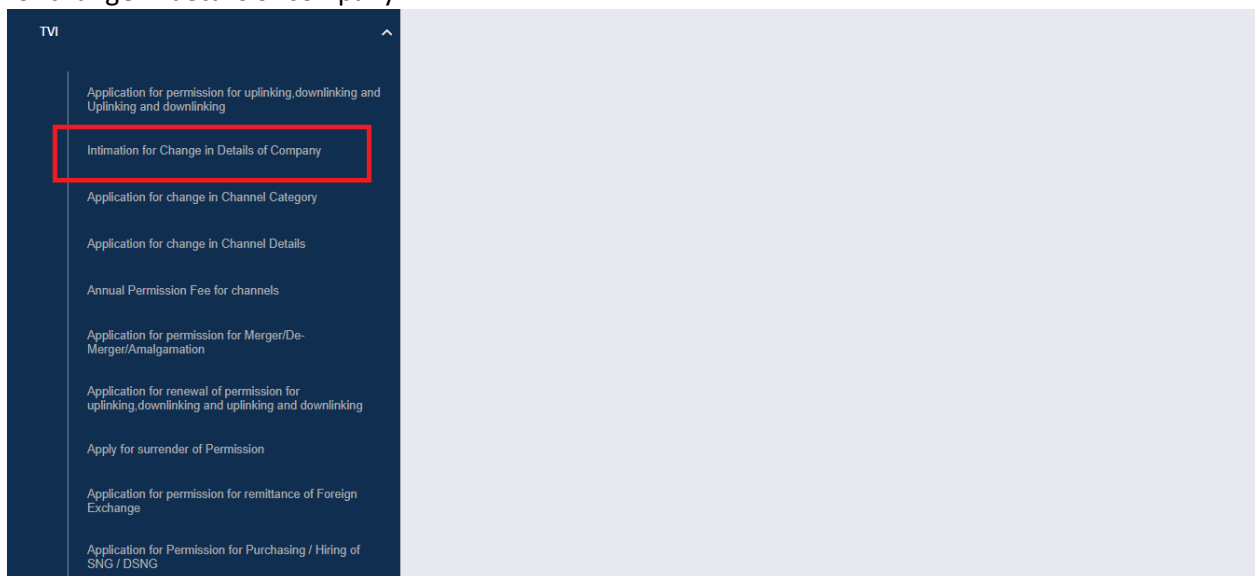 TVI
Application for permission for uplinking,downlinking and
Uplinking and downlinking
Intimation for Change in Details of Company
Application for change in Channel Category
Application for change in Channel Details
Annual Permission Fee for channels
Application for permission for Merger/De-
Merger/Amalgamation
Application for renewal of permission for
uplinking,downlinking and uplinking and downlinking
Apply for surrender of Permission
Application for permission for remittance of Foreign
Exchange
Application for Permission for Purchasing / Hiring of
SNG / DSNG